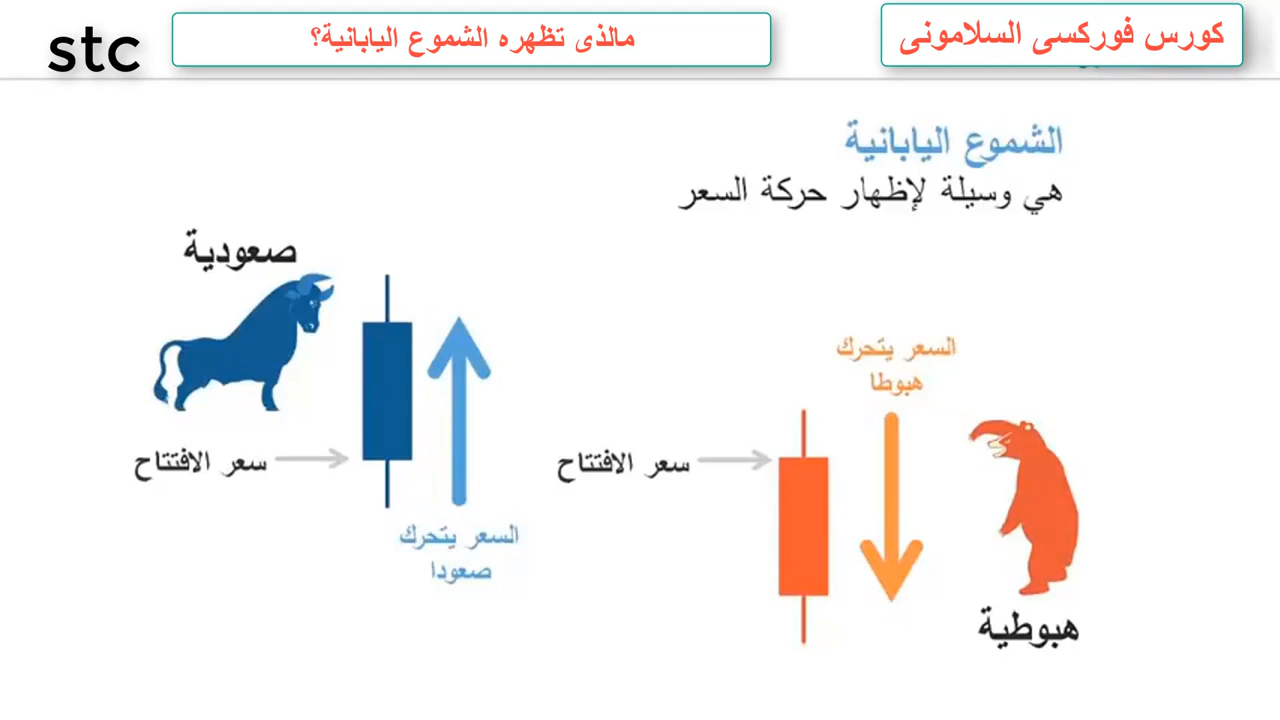 كورس فوركسى السلامونى
مالذى تظهره الشموع اليابانية؟
stc
الشموع اليابانية
هي وسيلة لإظهار حركة السعر
صعودية
سعر الافتتاح
السعر يتحرك
صعودا
السعر يتحرك
هبوطا
سعر الافتتاح
هبوطية